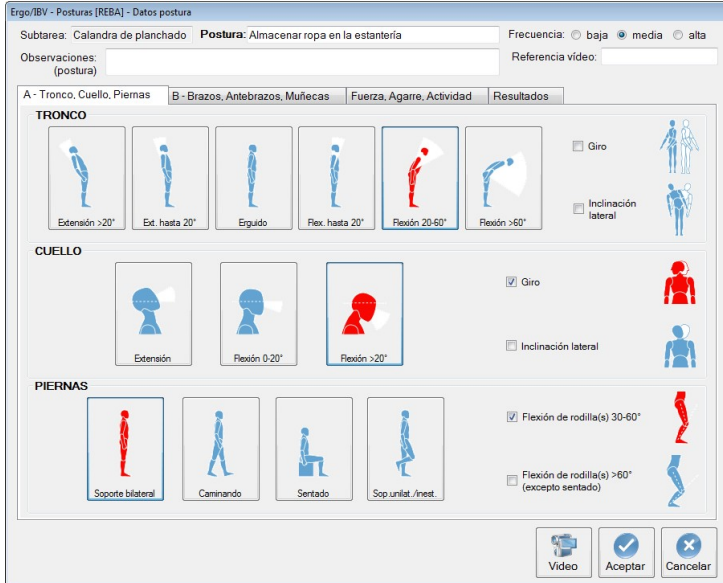 Ergo/IBV - Posturas [REBA] - Datos postura
Subtarea: Calandra de planchado Postura: Almacenar ropa en la estantería Frecuencia: baja media alta
Observaciones: (postura) Referencia vídeo:
A - Tronco, Cuello, Piernas B - Brazos, Antebrazos, Muñecas Fuerza, Agarre, Actividad Resultados
TRONCO
Giro
Inclinación lateral
Extensión >20° Ext. hasta 20° Erguido Flex. hasta 20° Flexión 20-60° Flexión >60°
CUELLO
Giro
Inclinación lateral
Extensión Flexión 0-20° Flexión >20°
PIERNAS
Flexión de rodilla(s) 30-60°
Flexión de rodilla(s) >60°
(excepto sentado)
Soporte bilateral Caminando Sentado Sop.unilat./inest.
Video Aceptar Cancelar